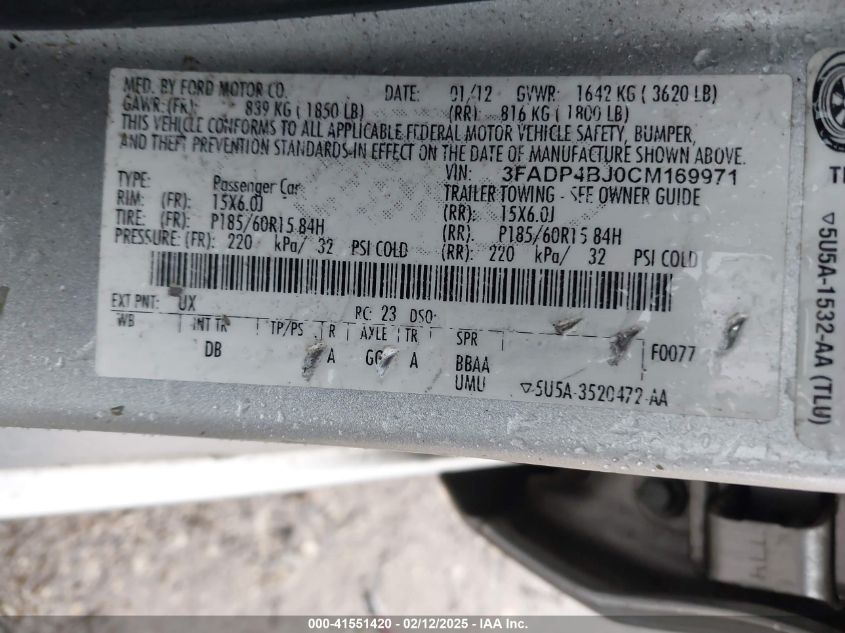 MFD. BY FORD MOTOR CO. DATE: 01/12 GVWR: 1642 KG ( 3620 LB)
GAWR: (FR): 839 KG ( 1850 LB) (RR): 816 KG ( 1800 LB)
THIS VEHICLE CONFORMS TO ALL APPLICABLE FEDERAL MOTOR VEHICLE SAFETY, BUMPER,
AND THEFT PREVENTION STANDARDS IN EFFECT ON THE DATE OF MANUFACTURE SHOWN ABOVE.
VIN: 3FADP4BJ0CM169971
TYPE: Passenger Car TRAILER TOWING - SEE OWNER GUIDE
RIM: (FR): 15X6.0J (RR): 15X6.0J
TIRE: (FR): P185/60R15 84H (RR): P185/60R15 84H
PRESSURE: (FR): 220 kPa/ 32 PSI COLD (RR): 220 kPa/ 32 PSI COLD
EXT PNT: UX RC: 23 DSO:
WB INT TR TP/PS R AXLE TR SPR F0077
DB A GG A BBAA
UMU ▽5U5A-3520472-AA
▽5U5A-1532-AA (TLU)
ALL
000-41551420 - 02/12/2025 - IAA Inc.